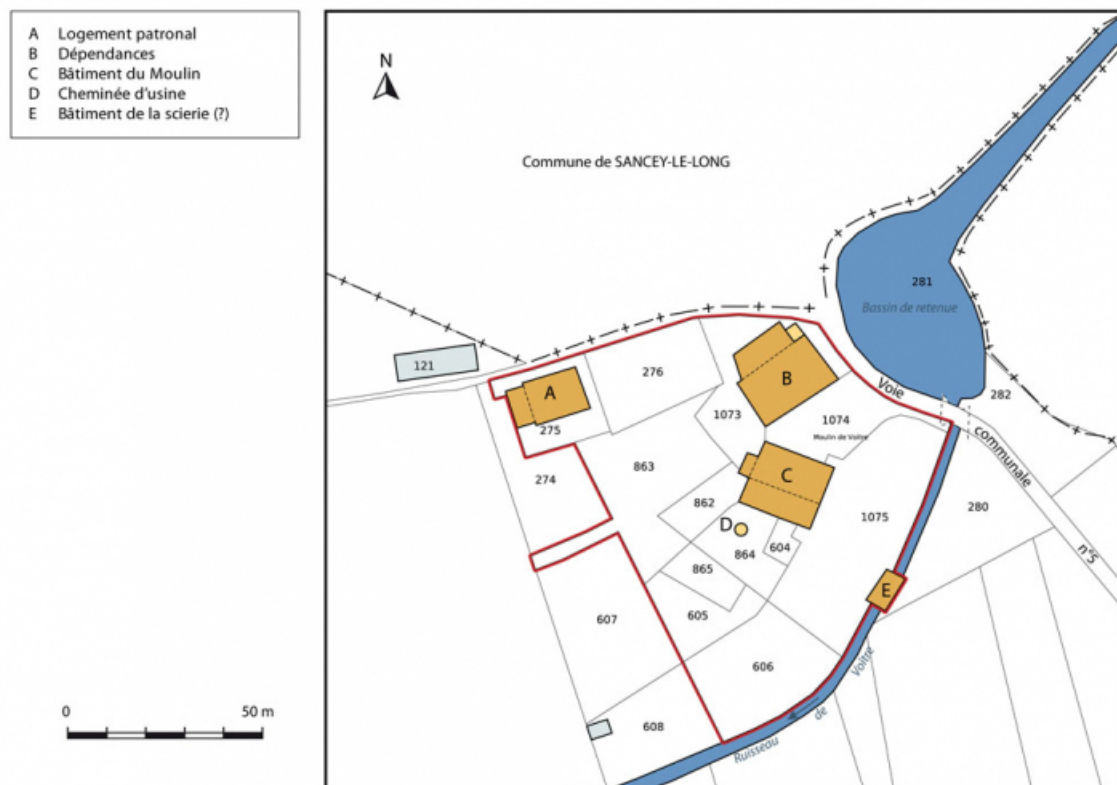 A Logement patronal
B Dépendances
C Bâtiment du Moulin
D Cheminée d'usine
E Bâtiment de la scierie (?)
N
Commune de SANCEY-LE-LONG
281
Bassin de retenue
121
276
A
B
Voie
282
275
1073
1074
Moulin de Voitre
communale
274
863
C
862
1075
280
n°5
D
864
604
865
E
607
605
606
Ruisseau de Voitre
608
0 50 m